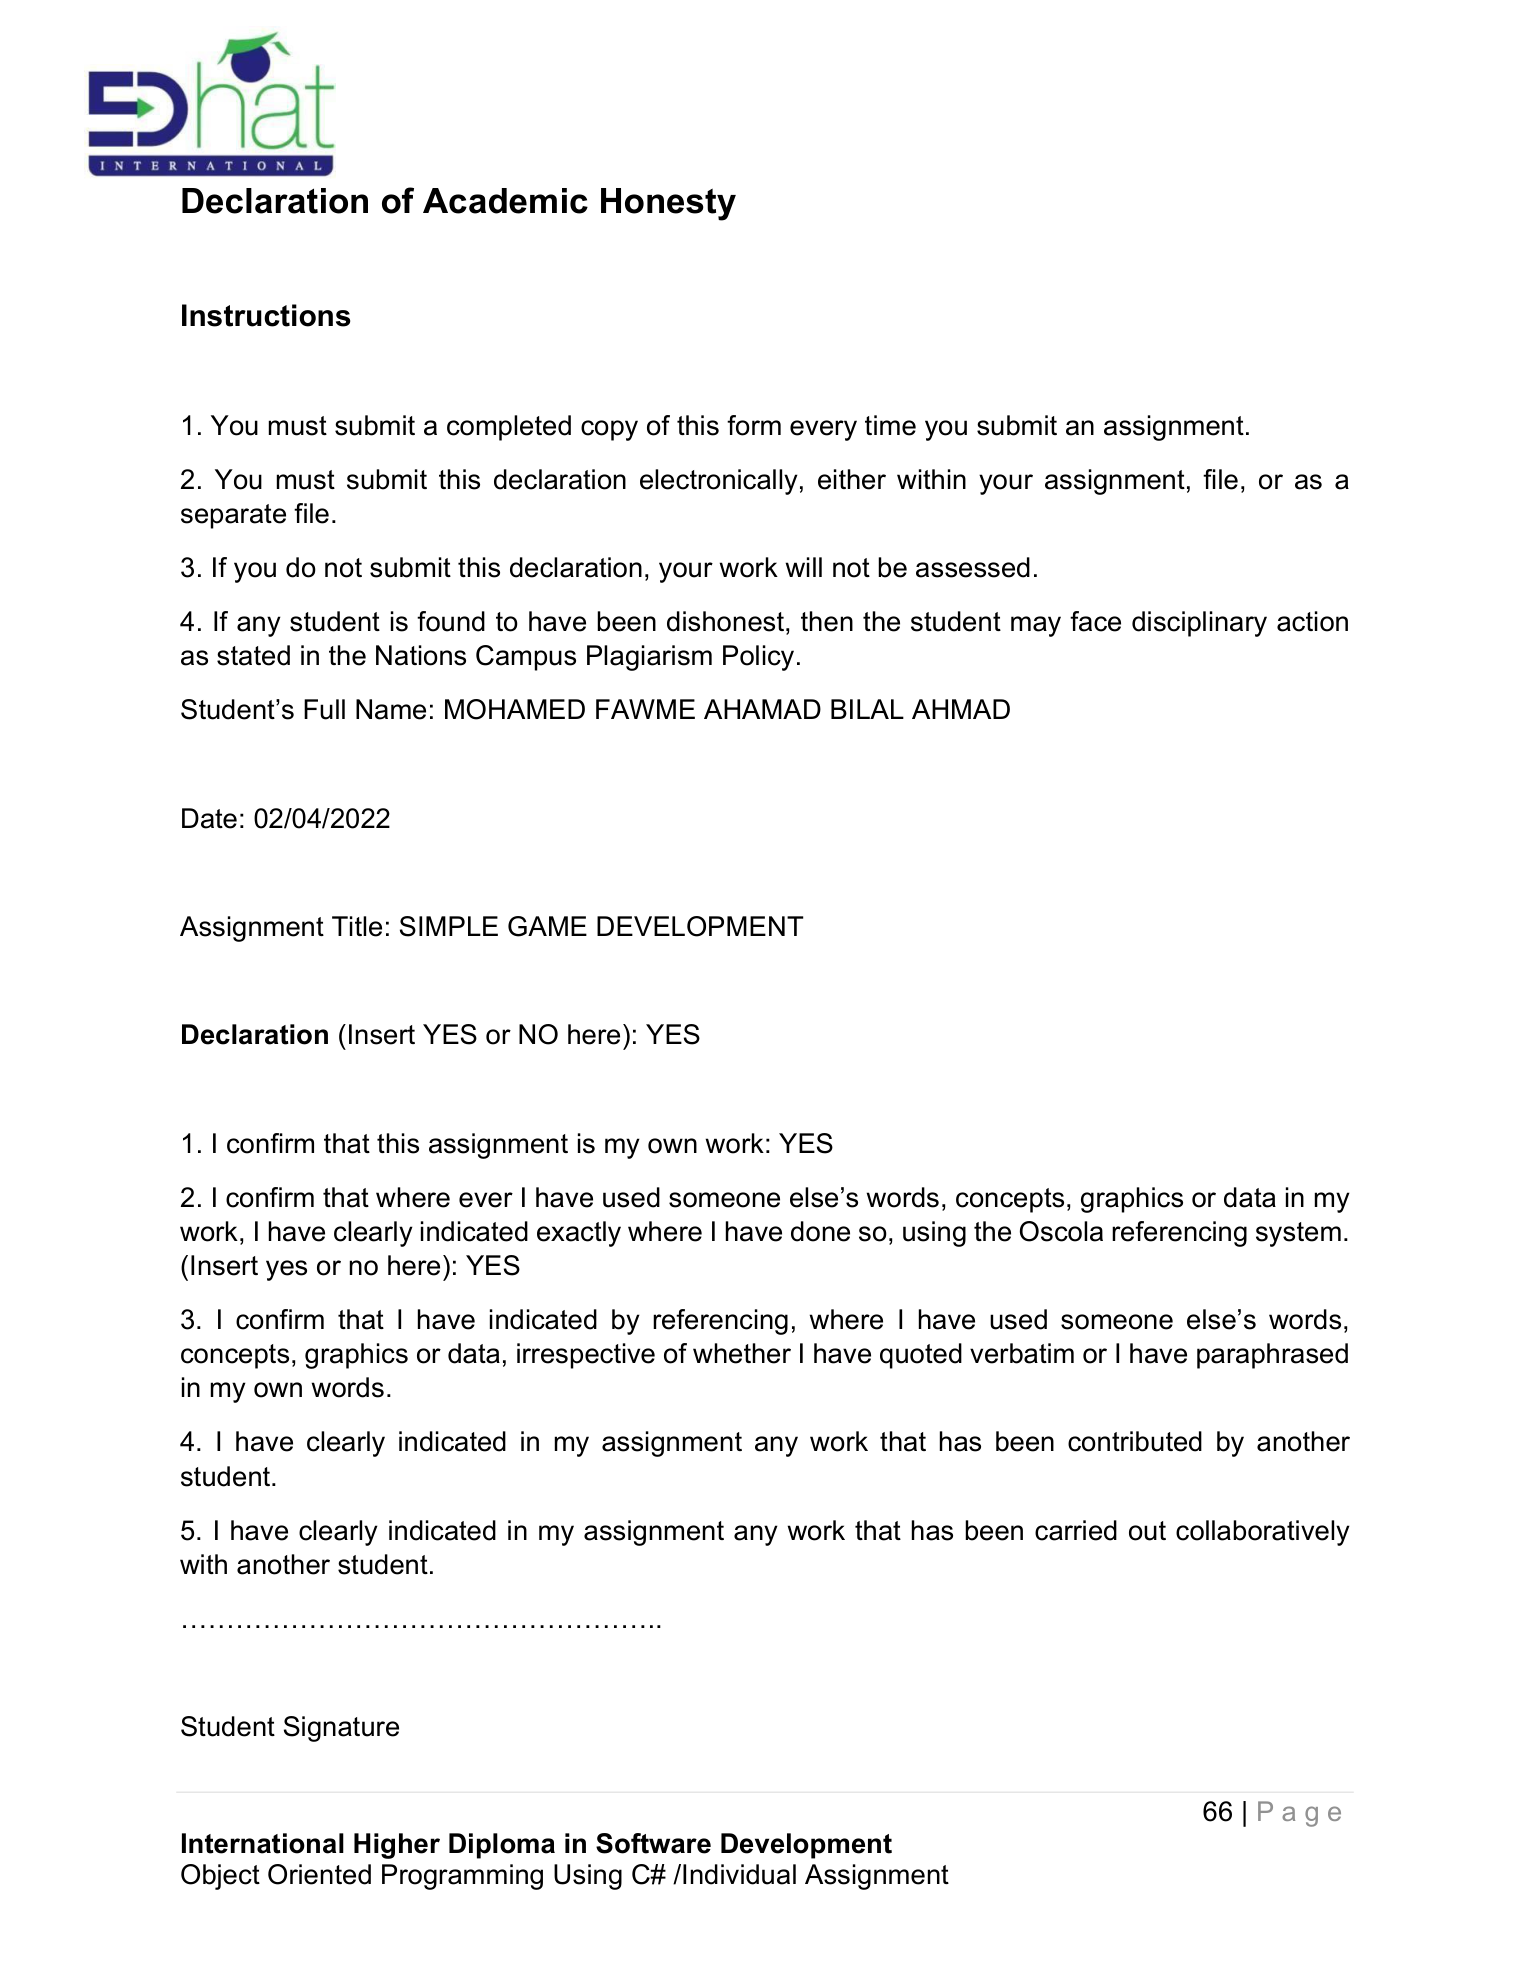 EDhat
INTERNATIONAL
Declaration of Academic Honesty
Instructions
1. You must submit a completed copy of this form every time you submit an assignment.
2. You must submit this declaration electronically, either within your assignment, file, or as a
separate file.
3. If you do not submit this declaration, your work will not be assessed.
4. If any student is found to have been dishonest, then the student may face disciplinary action
as stated in the Nations Campus Plagiarism Policy.
Student’s Full Name: MOHAMED FAWME AHAMAD BILAL AHMAD
Date: 02/04/2022
Assignment Title: SIMPLE GAME DEVELOPMENT
Declaration (Insert YES or NO here): YES
1. I confirm that this assignment is my own work: YES
2. I confirm that where ever I have used someone else’s words, concepts, graphics or data in my
work, I have clearly indicated exactly where I have done so, using the Oscola referencing system.
(Insert yes or no here): YES
3. I confirm that I have indicated by referencing, where I have used someone else’s words,
concepts, graphics or data, irrespective of whether I have quoted verbatim or I have paraphrased
in my own words.
4. I have clearly indicated in my assignment any work that has been contributed by another
student.
5. I have clearly indicated in my assignment any work that has been carried out collaboratively
with another student.
……………………………………………..
Student Signature
66 | P a g e
International Higher Diploma in Software Development
Object Oriented Programming Using C# /Individual Assignment